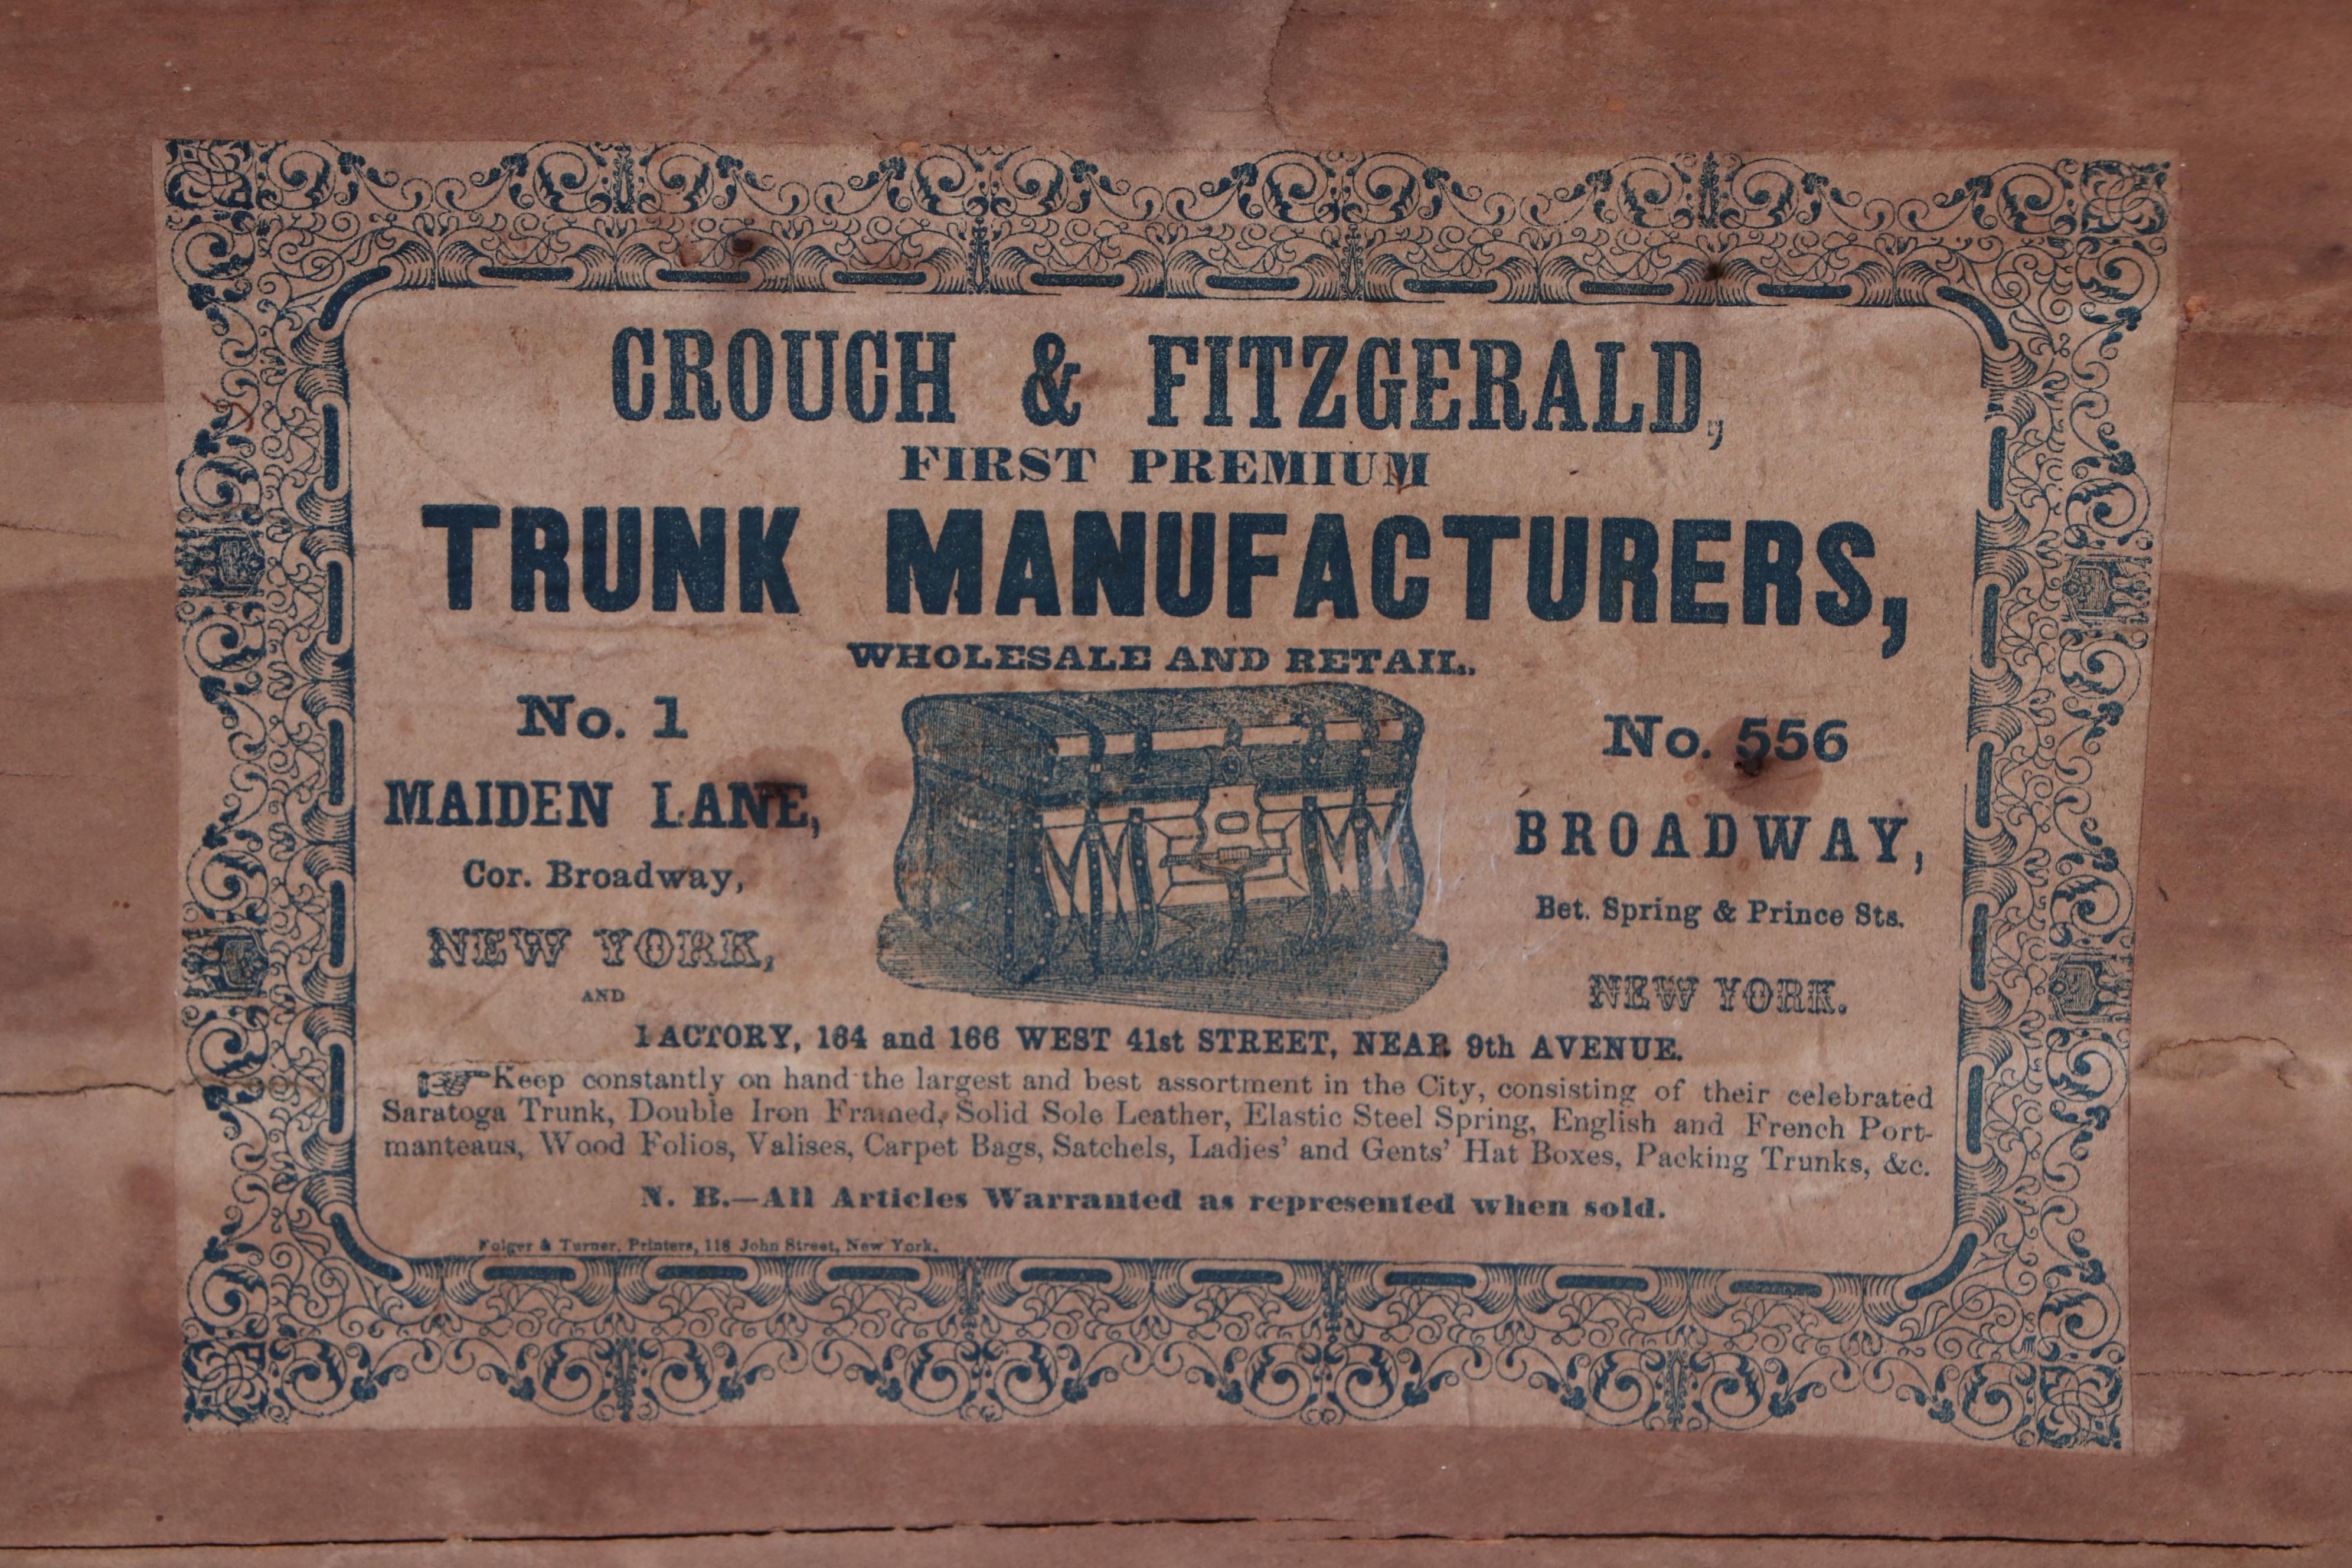 CROUCH & FITZGERALD,
FIRST PREMIUM
TRUNK MANUFACTURERS,
WHOLESALE AND RETAIL.
No. 1
MAIDEN LANE,
Cor. Broadway,
NEW YORK,
AND
No. 556
BROADWAY,
Bet. Spring & Prince Sts.
NEW YORK.
FACTORY, 164 and 166 WEST 41st STREET, NEAR 9th AVENUE.
☞Keep constantly on hand the largest and best assortment in the City, consisting of their celebrated
Saratoga Trunk, Double Iron Framed, Solid Sole Leather, Elastic Steel Spring, English and French Port-
manteaus, Wood Folios, Valises, Carpet Bags, Satchels, Ladies' and Gents' Hat Boxes, Packing Trunks, &c.
N. B.—All Articles Warranted as represented when sold.
Folger & Turner, Printers, 118 John Street, New York.